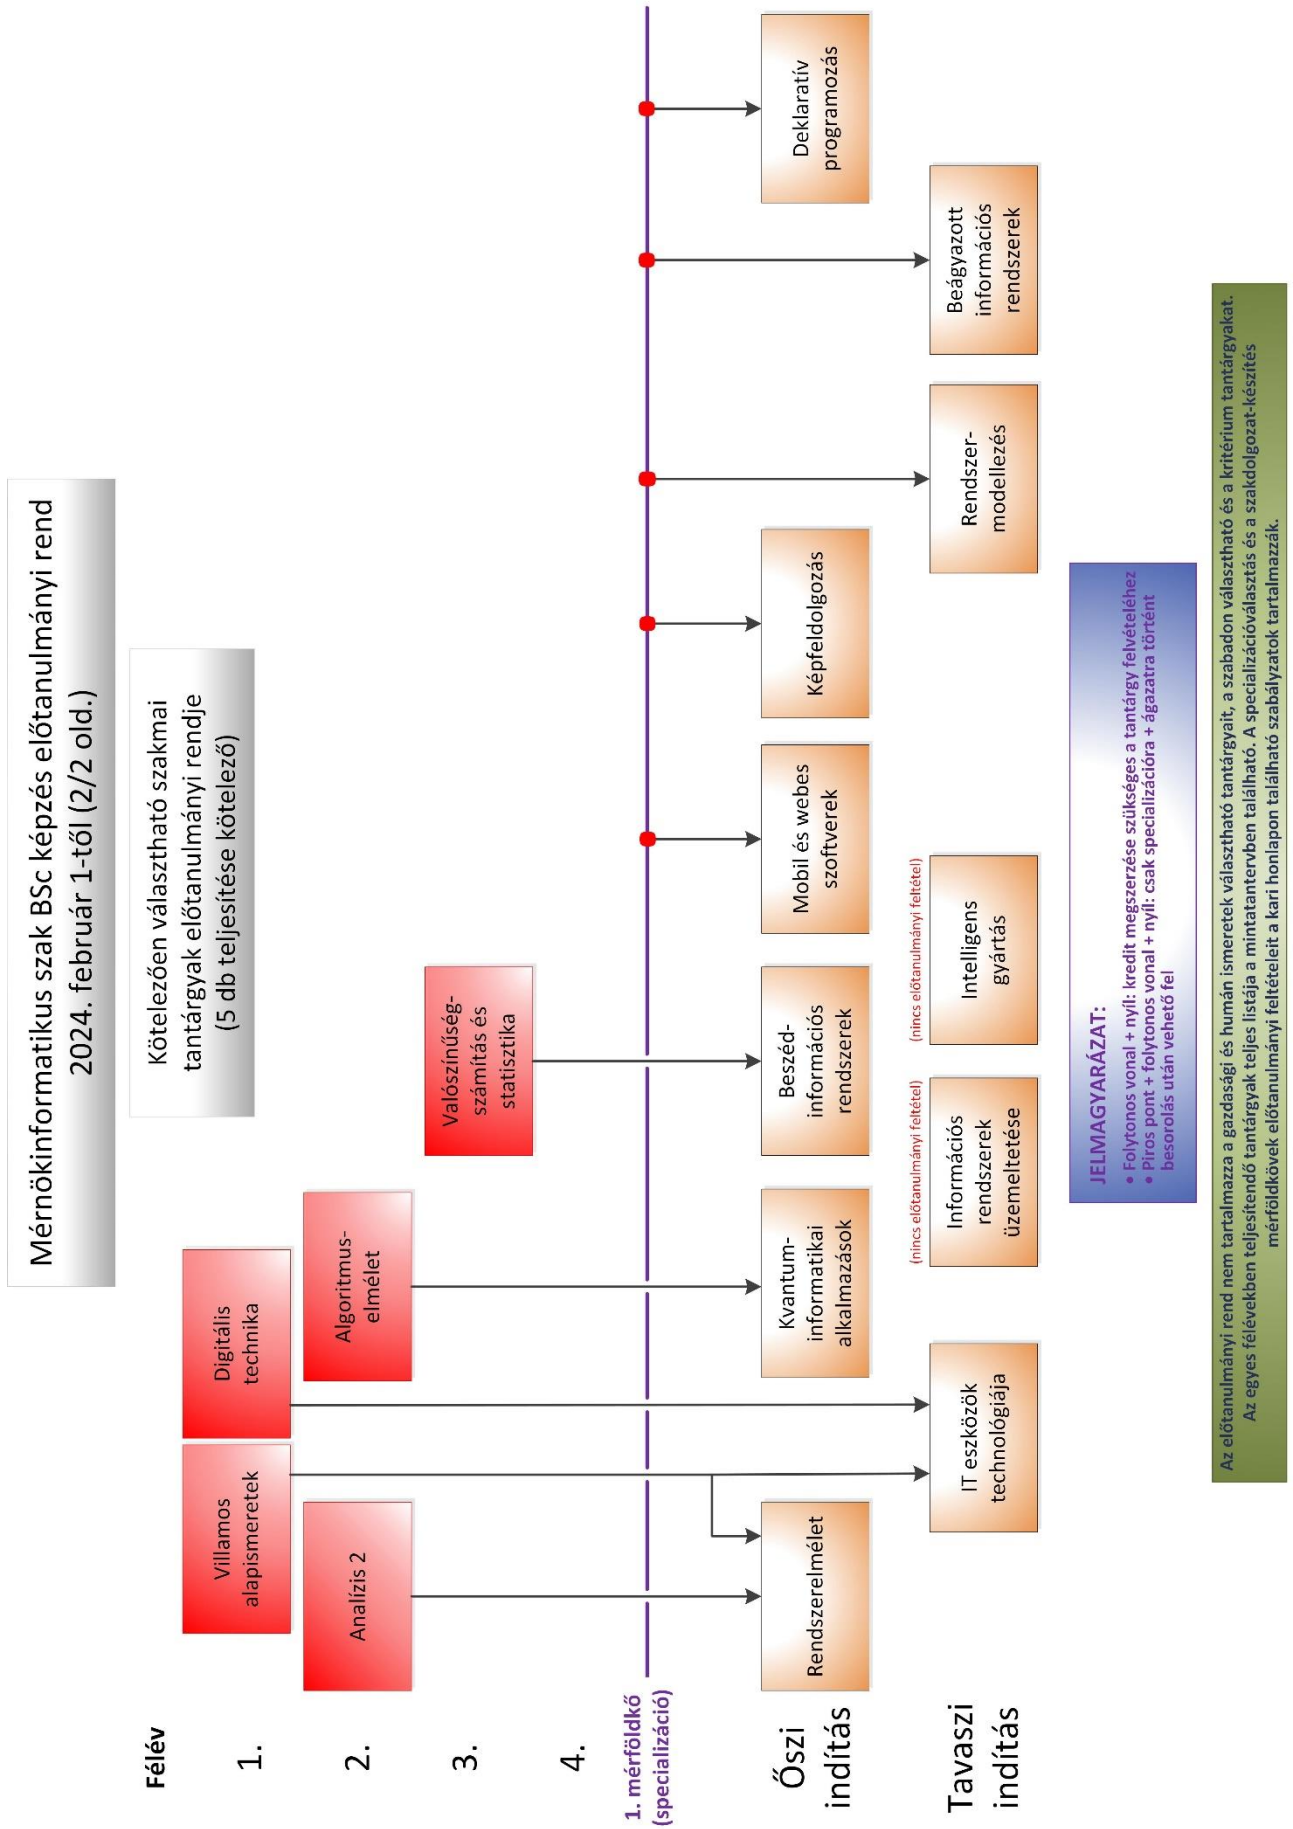 Mérnökinformatikus szak BSc képzés előtanulmányi rend
2024. február 1-től (2/2 old.)
Kötelezően választható szakmai
tantárgyak előtanulmányi rendje
(5 db teljesítése kötelező)
Félév
1.
Villamos
alapismeretek
Digitális
technika
2.
Analízis 2
Algoritmus-
elmélet
3.
Valószínűség-
számítás és
statisztika
4.
1. mérföldkő
(specializáció)
Őszi
indítás
Rendszerelmélet
Kvantum-
informatikai
alkalmazások
Beszéd-
információs
rendszerek
Mobil és webes
szoftverek
Képfeldolgozás
Deklaratív
programozás
Tavaszi
indítás
IT eszközök
technológiája
(nincs előtanulmányi feltétel)
Információs
rendszerek
üzemeltetése
(nincs előtanulmányi feltétel)
Intelligens
gyártás
Rendszer-
modellezés
Beágyazott
információs
rendszerek
JELMAGYARÁZAT:
• Folytonos vonal + nyíl: kredit megszerzése szükséges a tantárgy felvételéhez
• Piros pont + folytonos vonal + nyíl: csak specializációra + ágazatra történt
besorolás után vehető fel
Az előtanulmányi rend nem tartalmazza a gazdasági és humán ismeretek választható tantárgyait, a szabadon választható és a kritérium tantárgyakat.
Az egyes félévekben teljesítendő tantárgyak teljes listája a mintatantervben található. A specializációválasztás és a szakdolgozat-készítés
mérföldkövek előtanulmányi feltételeit a kari honlapon található szabályzatok tartalmazzák.